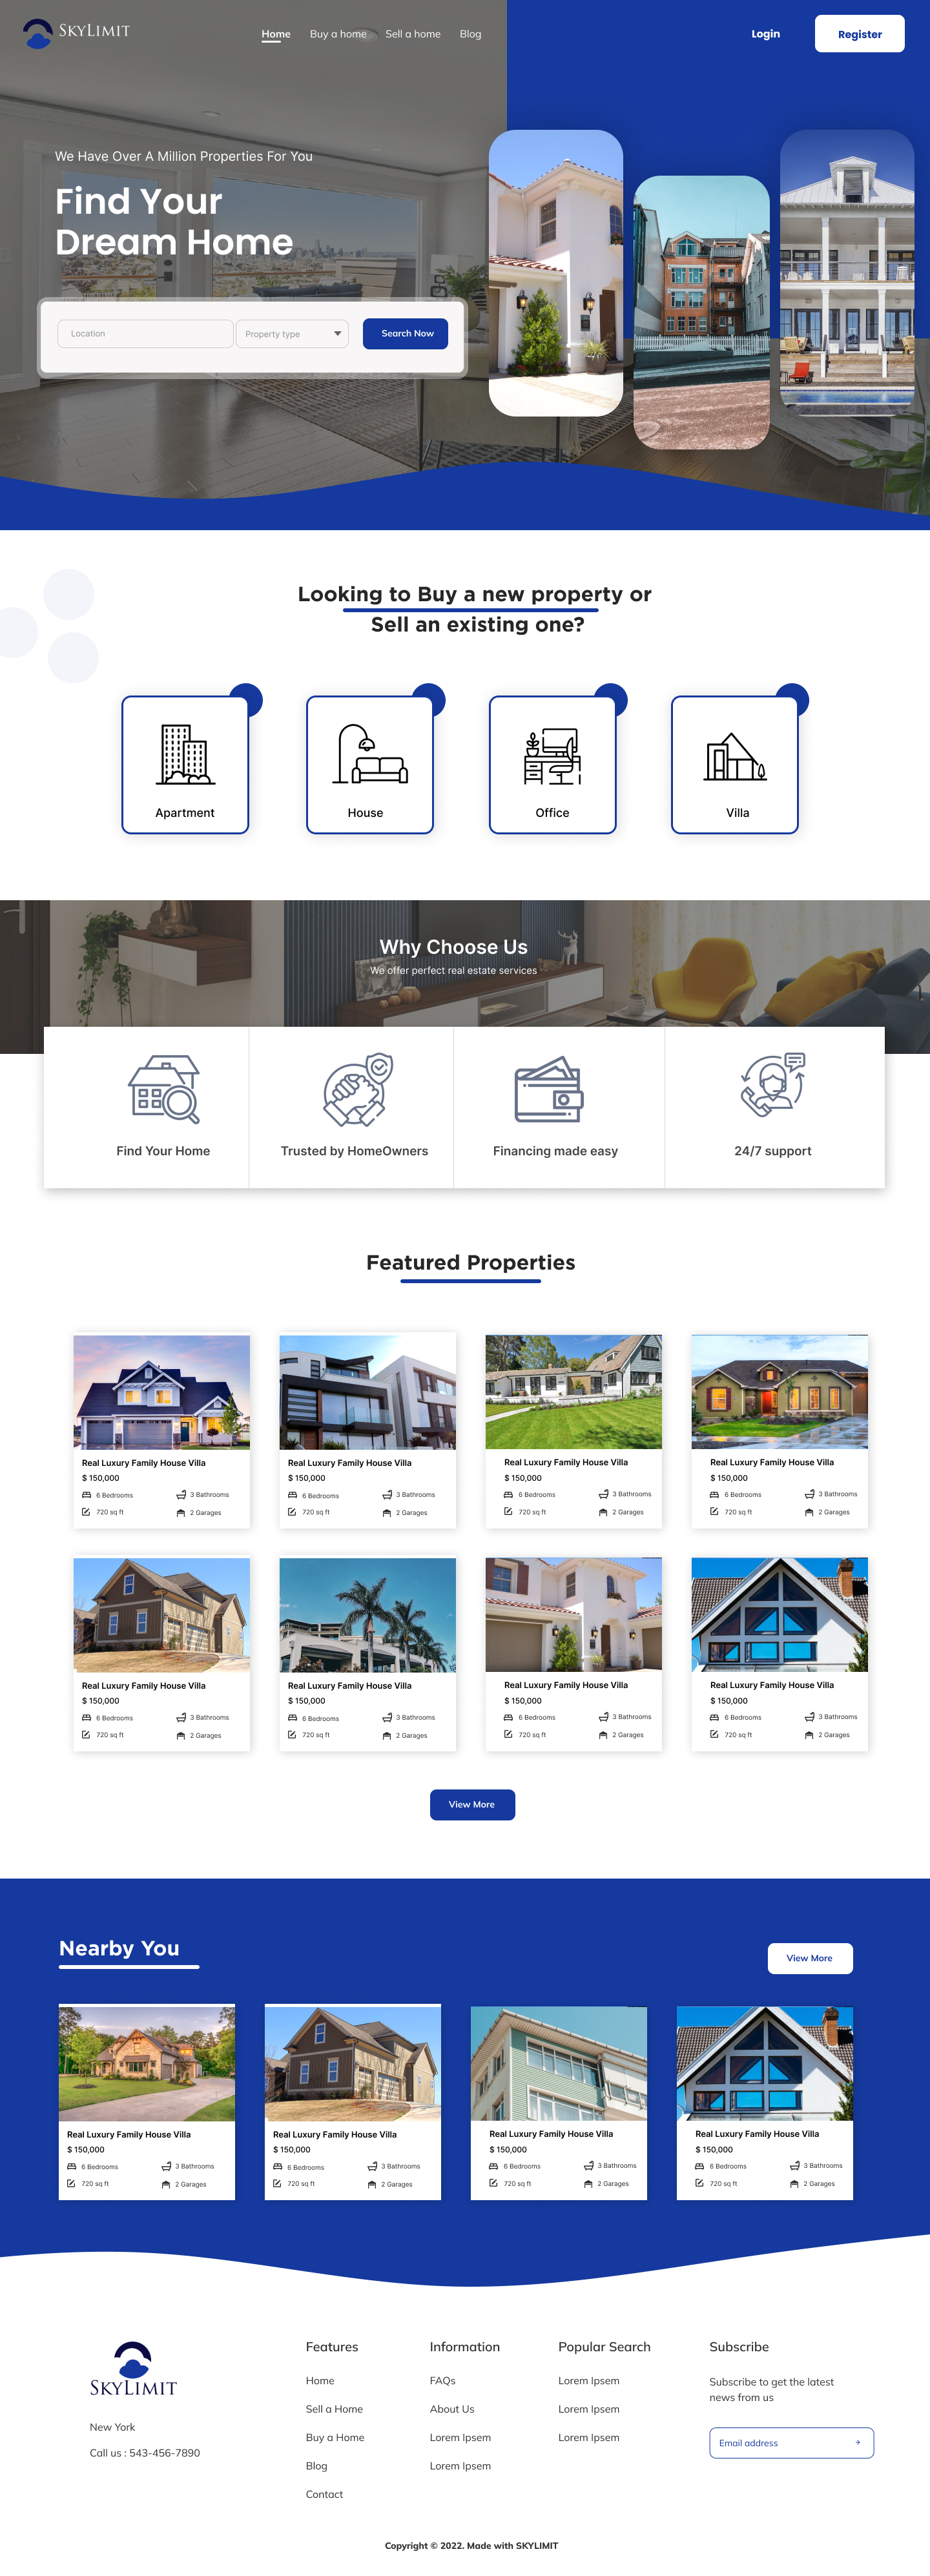 SKYLIMIT
Home Buy a home Sell a home Blog
Login Register
We Have Over A Million Properties For You
Find Your
Dream Home
Location Property type Search Now
Looking to Buy a new property or
Sell an existing one?
Apartment House Office Villa
Why Choose Us
We offer perfect real estate services
Find Your Home Trusted by HomeOwners Financing made easy 24/7 support
Featured Properties
Real Luxury Family House Villa Real Luxury Family House Villa Real Luxury Family House Villa Real Luxury Family House Villa
$ 150,000 $ 150,000 $ 150,000 $ 150,000
6 Bedrooms 3 Bathrooms 6 Bedrooms 3 Bathrooms 6 Bedrooms 3 Bathrooms 6 Bedrooms 3 Bathrooms
720 sq ft 2 Garages 720 sq ft 2 Garages 720 sq ft 2 Garages 720 sq ft 2 Garages
Real Luxury Family House Villa Real Luxury Family House Villa Real Luxury Family House Villa Real Luxury Family House Villa
$ 150,000 $ 150,000 $ 150,000 $ 150,000
6 Bedrooms 3 Bathrooms 6 Bedrooms 3 Bathrooms 6 Bedrooms 3 Bathrooms 6 Bedrooms 3 Bathrooms
720 sq ft 2 Garages 720 sq ft 2 Garages 720 sq ft 2 Garages 720 sq ft 2 Garages
View More
Nearby You
View More
Real Luxury Family House Villa Real Luxury Family House Villa Real Luxury Family House Villa Real Luxury Family House Villa
$ 150,000 $ 150,000 $ 150,000 $ 150,000
6 Bedrooms 3 Bathrooms 6 Bedrooms 3 Bathrooms 6 Bedrooms 3 Bathrooms 6 Bedrooms 3 Bathrooms
720 sq ft 2 Garages 720 sq ft 2 Garages 720 sq ft 2 Garages 720 sq ft 2 Garages
SKYLIMIT
New York
Call us : 543-456-7890
Features
Home
Sell a Home
Buy a Home
Blog
Contact
Information
FAQs
About Us
Lorem Ipsem
Lorem Ipsem
Popular Search
Lorem Ipsem
Lorem Ipsem
Lorem Ipsem
Subscribe
Subscribe to get the latest
news from us
Email address
Copyright © 2022. Made with SKYLIMIT